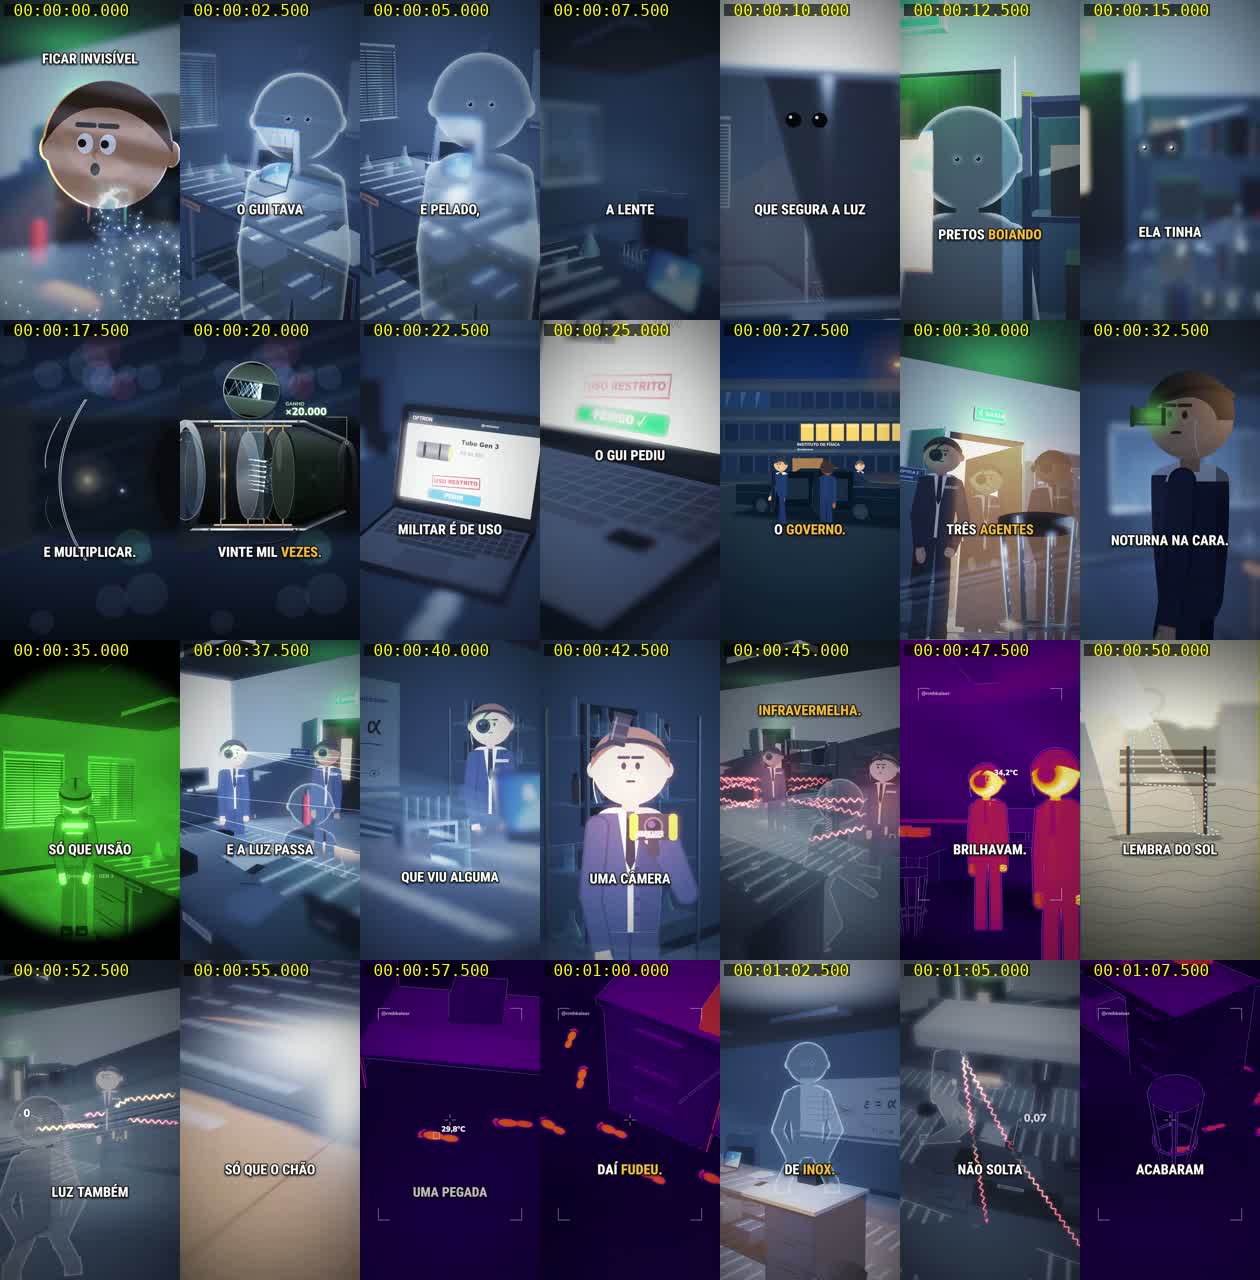 00:00:00.000
FICAR INVISÍVEL
00:00:02.500
O GUI TAVA
00:00:05.000
E PELADO,
00:00:07.500
A LENTE
00:00:10.000
QUE SEGURA A LUZ
00:00:12.500
PRETOS BOIANDO
00:00:15.000
ELA TINHA
00:00:17.500
E MULTIPLICAR.
00:00:20.000
GANHO
×20.000
VINTE MIL VEZES.
00:00:22.500
OPTRON
Tubo Gen 3
USO RESTRITO
PEDIR
MILITAR É DE USO
00:00:25.000
USO RESTRITO
PEDIDO ✓
O GUI PEDIU
00:00:27.500
INSTITUTO DE FÍSICA
O GOVERNO.
00:00:30.000
TRÊS AGENTES
00:00:32.500
NOTURNA NA CARA.
00:00:35.000
SÓ QUE VISÃO
GEN 3
00:00:37.500
E A LUZ PASSA
00:00:40.000
α
QUE VIU ALGUMA
00:00:42.500
UMA CÂMERA
00:00:45.000
INFRAVERMELHA.
00:00:47.500
@rmhkaiser
34,2°C
BRILHAVAM.
00:00:50.000
LEMBRA DO SOL
00:00:52.500
0
LUZ TAMBÉM
00:00:55.000
SÓ QUE O CHÃO
00:00:57.500
@rmhkaiser
29,8°C
UMA PEGADA
00:01:00.000
@rmhkaiser
DAÍ FUDEU.
00:01:02.500
ε = α
DE INOX.
00:01:05.000
0,07
NÃO SOLTA
00:01:07.500
@rmhkaiser
ACABARAM